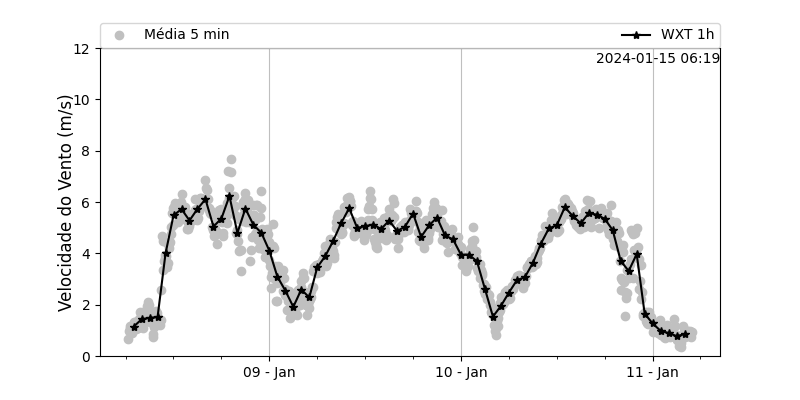 Média 5 min
WXT 1h
2024-01-15 06:19
12
10
8
6
4
2
0
Velocidade do Vento (m/s)
09 - Jan
10 - Jan
11 - Jan